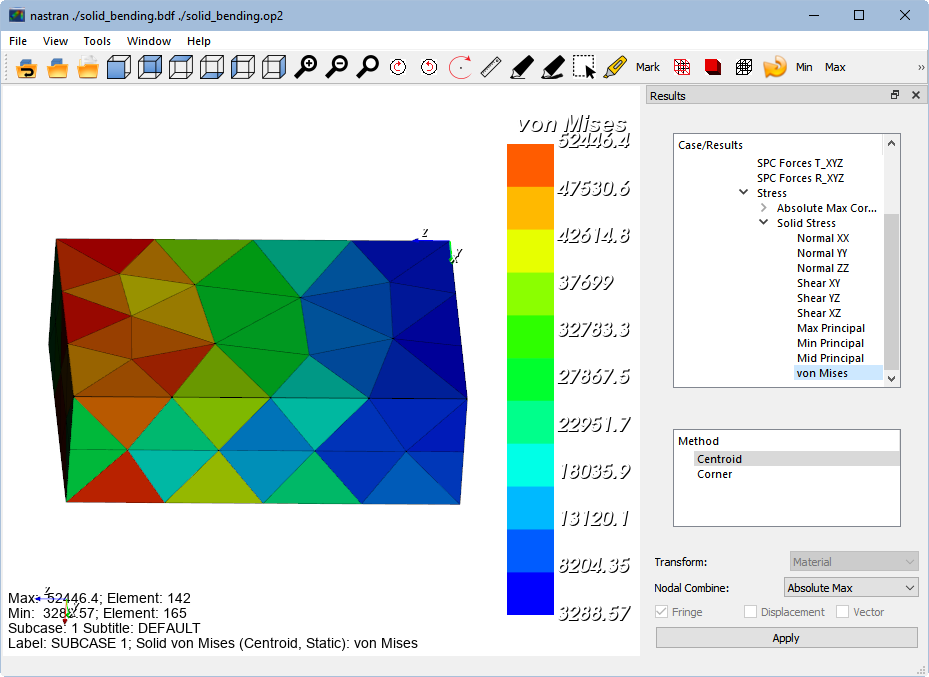 nastran ./solid_bending.bdf ./solid_bending.op2
File View Tools Window Help
Mark Min Max
Results
von Mises
52446.4
47530.6
42614.8
37699
32783.3
27867.5
22951.7
18035.9
13120.1
8204.35
3288.57
z
y
x
Case/Results
SPC Forces T_XYZ
SPC Forces R_XYZ
Stress
Absolute Max Cor...
Solid Stress
Normal XX
Normal YY
Normal ZZ
Shear XY
Shear YZ
Shear XZ
Max Principal
Min Principal
Mid Principal
von Mises
Method
Centroid
Corner
Transform: Material
Nodal Combine: Absolute Max
Fringe Displacement Vector
Apply
z
y
Max: 52446.4; Element: 142
Min: 3288.57; Element: 165
Subcase: 1 Subtitle: DEFAULT
Label: SUBCASE 1; Solid von Mises (Centroid, Static): von Mises